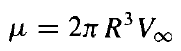 μ = 2π R³ V∞